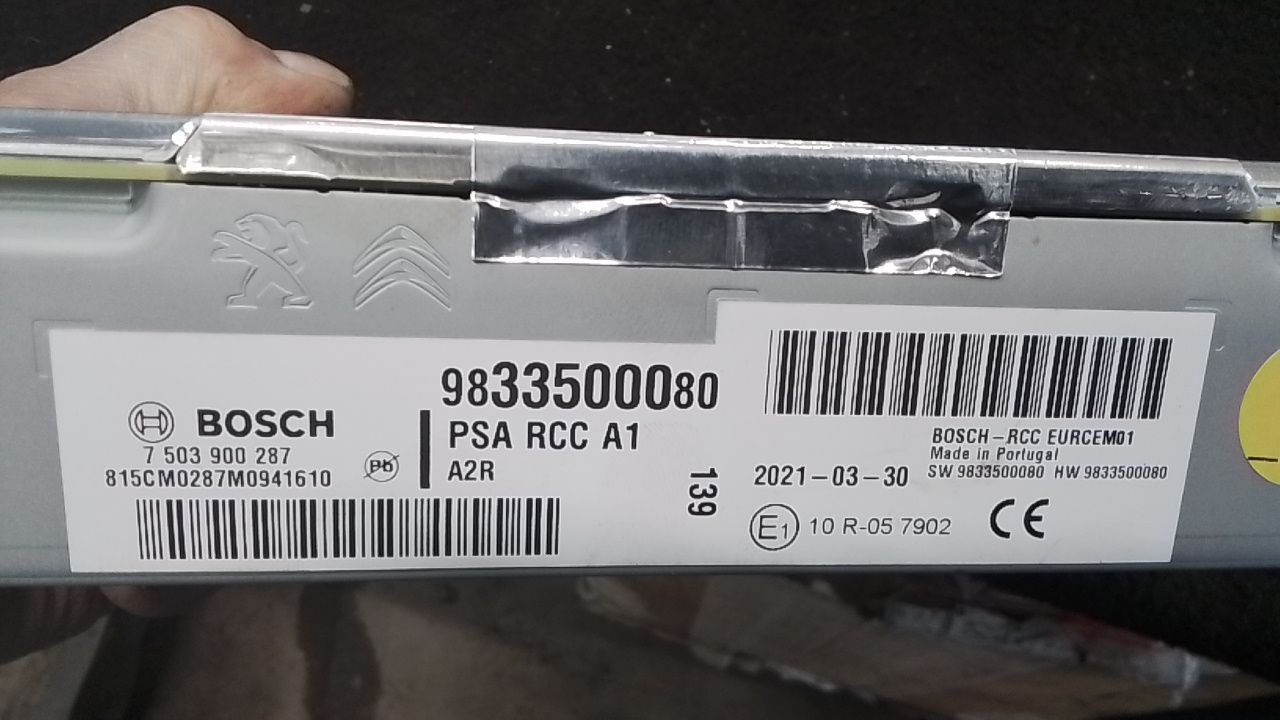 9833500080
BOSCH
7 503 900 287
815CM0287M0941610
Pb
PSA RCC A1
A2R
139
BOSCH-RCC EURCEM01
Made in Portugal
SW 9833500080 HW 9833500080
2021-03-30
E1 10 R-05 7902 CE